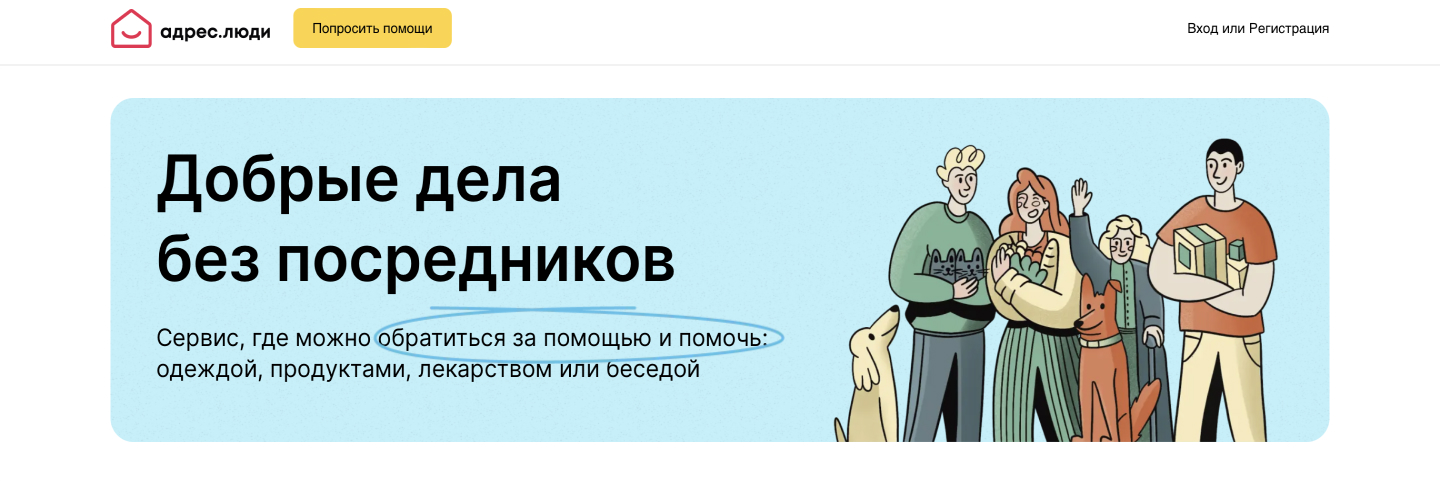 адрес.люди
Попросить помощи
Вход или Регистрация
Добрые дела
без посредников
Сервис, где можно обратиться за помощью и помочь:
одеждой, продуктами, лекарством или беседой